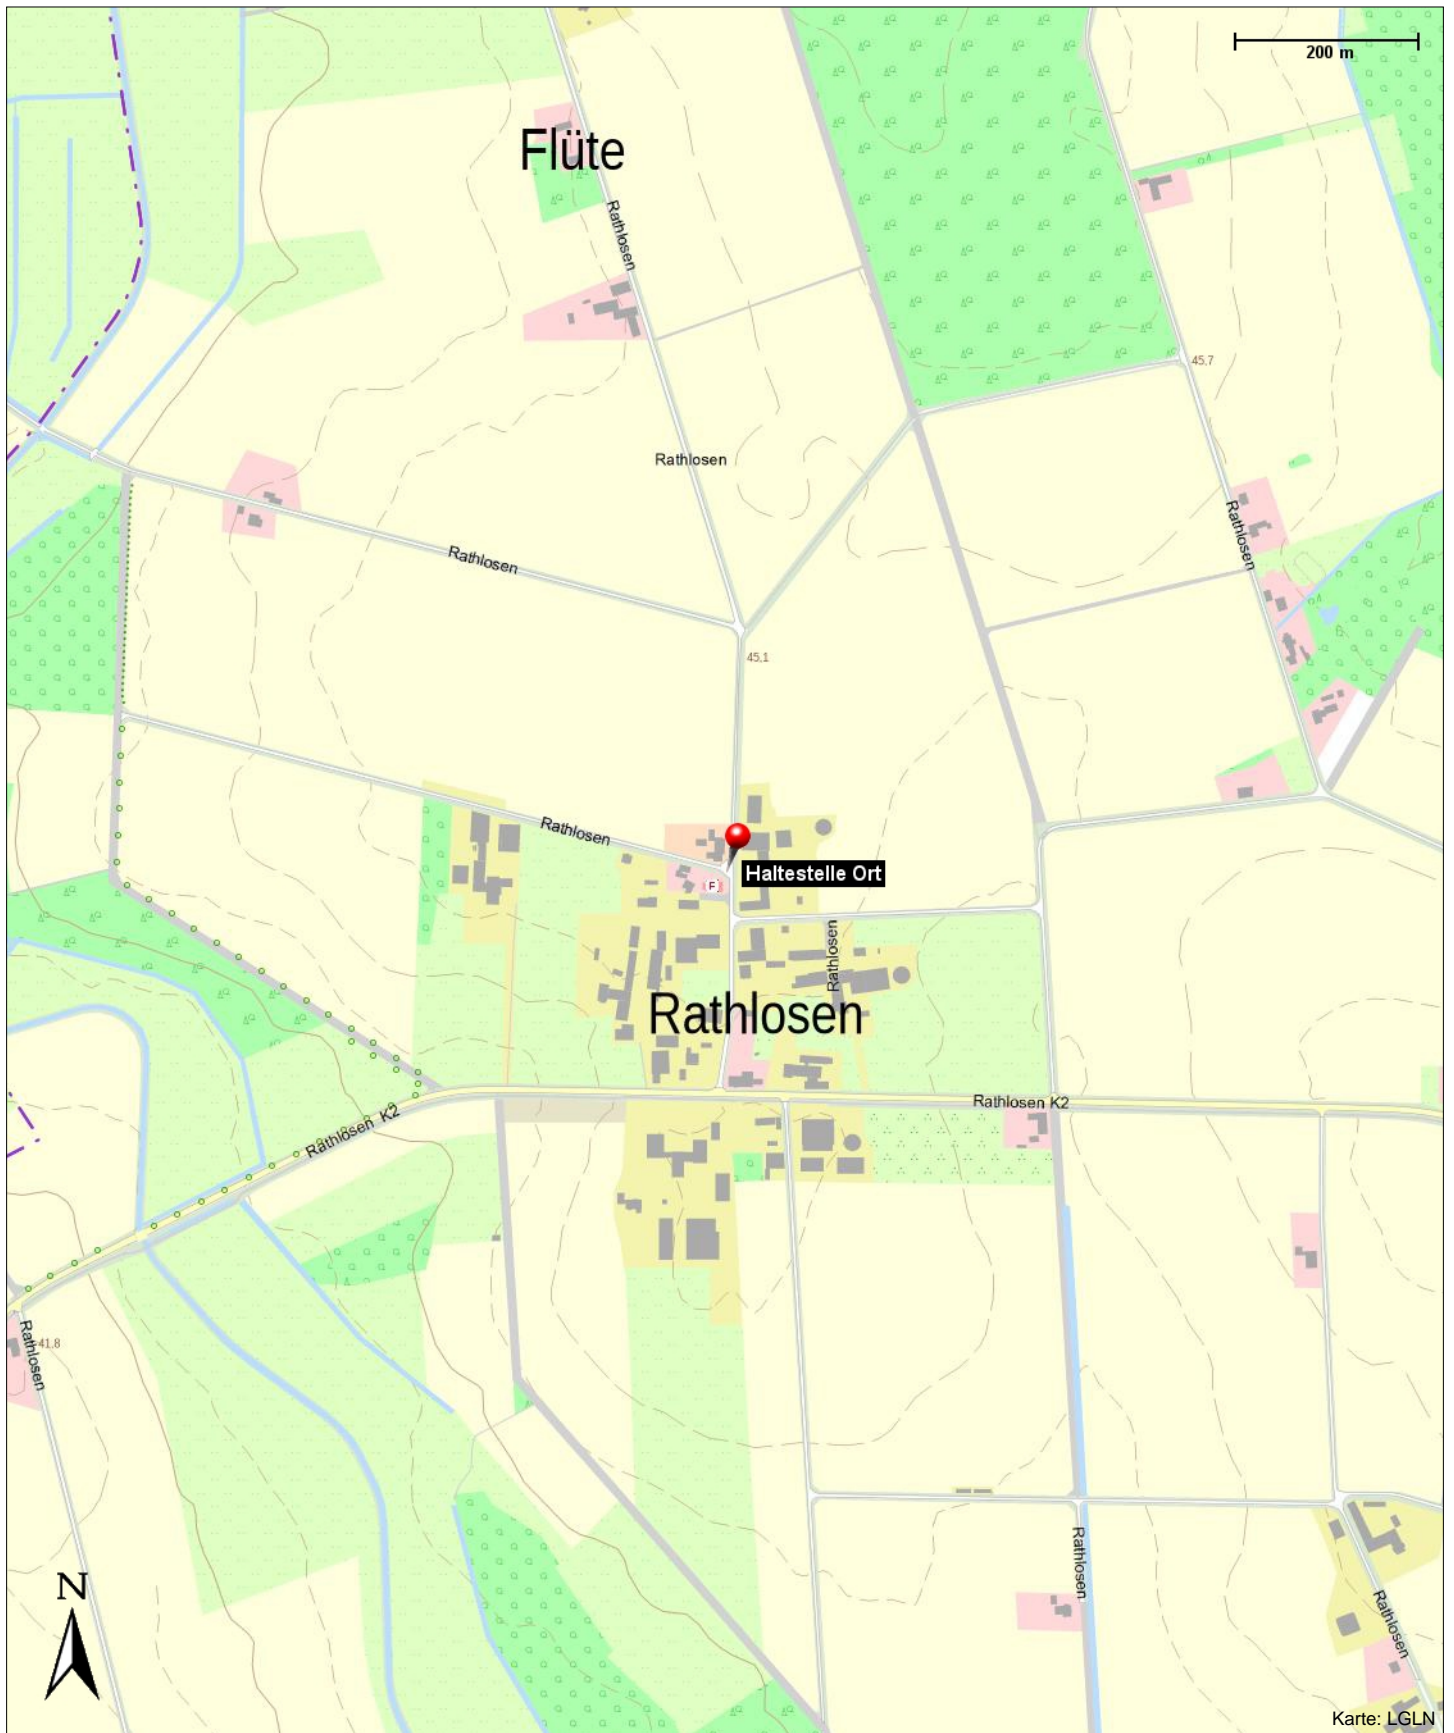 200 m
Flüte
Rathlosen
45,7
Rathlosen
Rathlosen
Rathlosen
45,1
Rathlosen
Haltestelle Ort
F
Rathlosen
Rathlosen
Rathlosen K2
Rathlosen K2
Rathlosen
41,8
Rathlosen
Rathlosen
N
Karte: LGLN